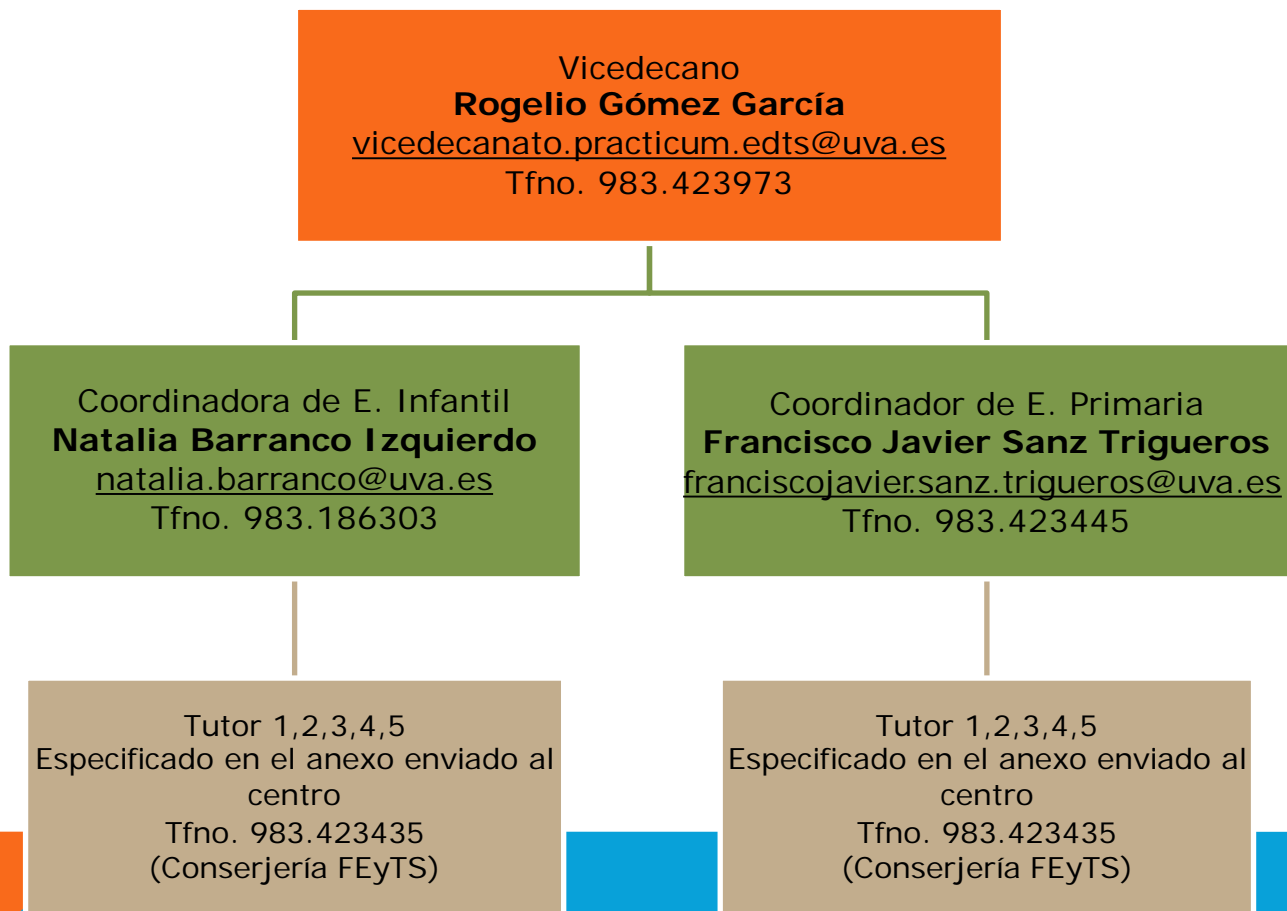 Vicedecano
Rogelio Gómez García
vicedecanato.practicum.edts@uva.es
Tfno. 983.423973
Coordinadora de E. Infantil
Natalia Barranco Izquierdo
natalia.barranco@uva.es
Tfno. 983.186303
Coordinador de E. Primaria
Francisco Javier Sanz Trigueros
franciscojavier.sanz.trigueros@uva.es
Tfno. 983.423445
Tutor 1,2,3,4,5
Especificado en el anexo enviado al
centro
Tfno. 983.423435
(Conserjería FEyTS)
Tutor 1,2,3,4,5
Especificado en el anexo enviado al
centro
Tfno. 983.423435
(Conserjería FEyTS)